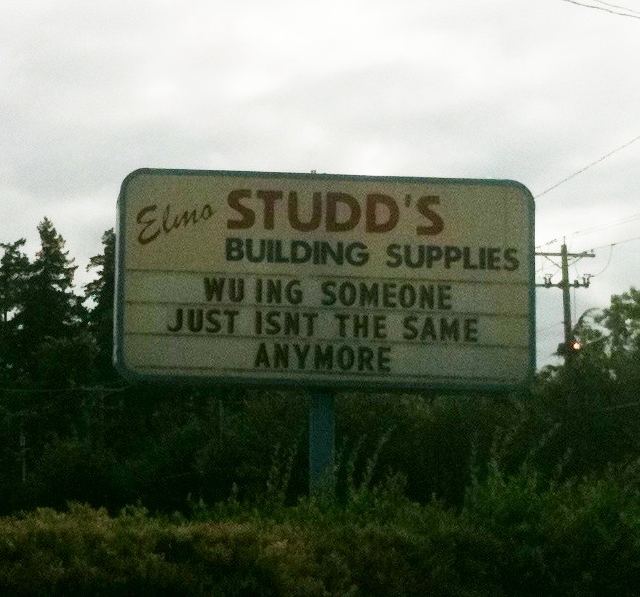 Elmo STUDD'S
BUILDING SUPPLIES
WU ING SOMEONE
JUST ISNT THE SAME
ANYMORE